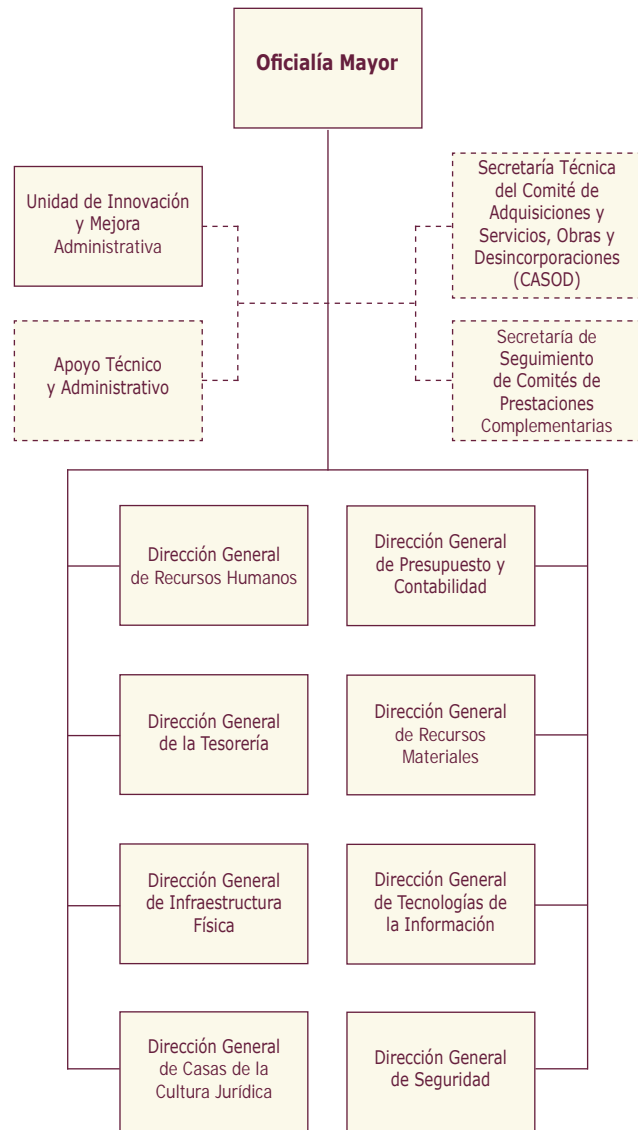 Oficialía Mayor
Unidad de Innovación
y Mejora
Administrativa
Secretaría Técnica
del Comité de
Adquisiciones y
Servicios, Obras y
Desincorporaciones
(CASOD)
Apoyo Técnico
y Administrativo
Secretaría de
Seguimiento
de Comités de
Prestaciones
Complementarias
Dirección General
de Recursos Humanos
Dirección General
de Presupuesto y
Contabilidad
Dirección General
de la Tesorería
Dirección General
de Recursos
Materiales
Dirección General
de Infraestructura
Física
Dirección General
de Tecnologías de
la Información
Dirección General
de Casas de la
Cultura Jurídica
Dirección General
de Seguridad